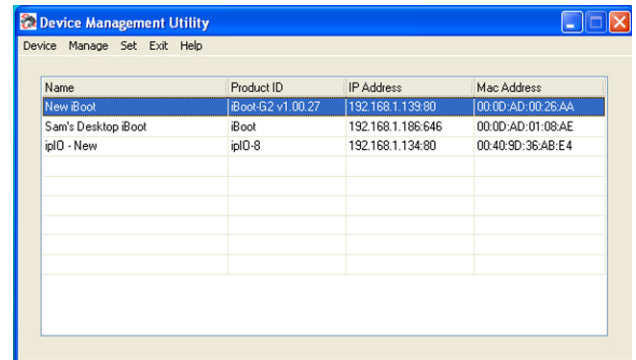 Device Management Utility
Device Manage Set Exit Help
Name Product ID IP Address Mac Address
New iBoot iBoot-G2 v1.00.27 192.168.1.139:80 00:0D:AD:00:26:AA
Sam's Desktop iBoot iBoot 192.168.1.186:646 00:0D:AD:01:08:AE
ipIO - New ipIO-8 192.168.1.134:80 00:40:9D:36:AB:E4